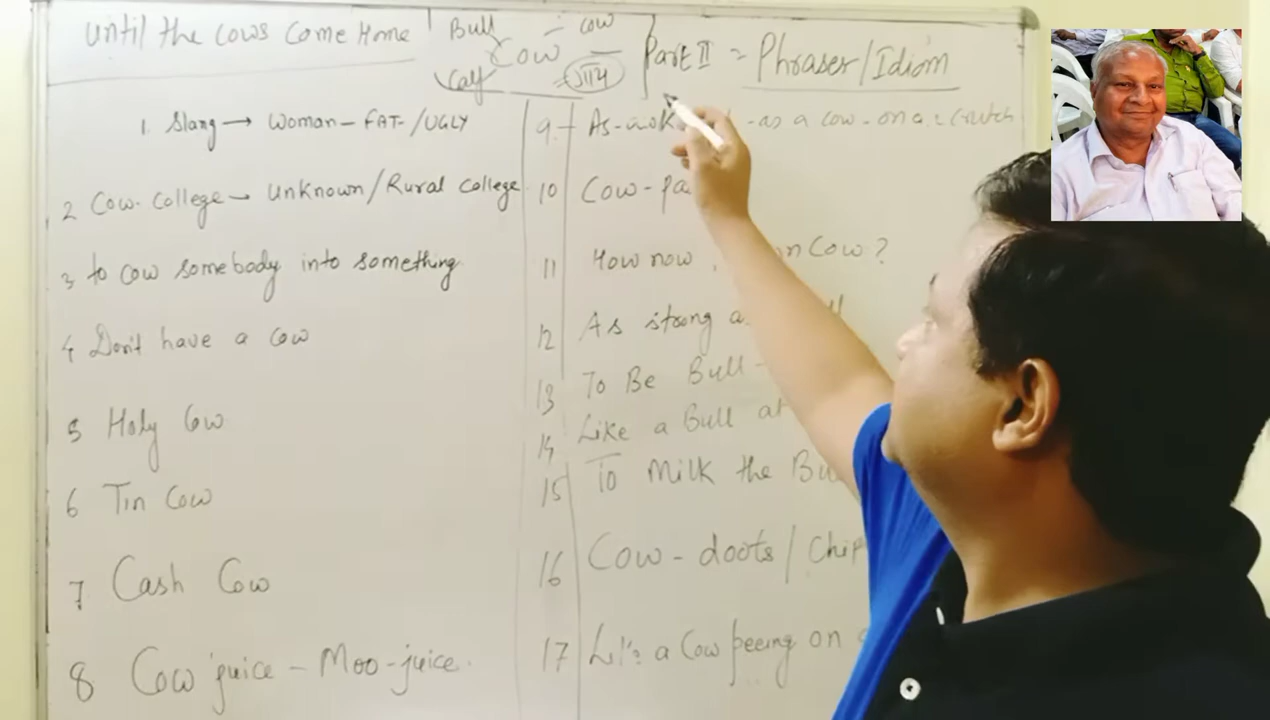 until the cows come Home
Bull
cow
Cow
Calf
गाय
Part II = Phrases/Idiom
1. Slang → Woman - FAT-/UGLY
2 Cow-College → Unknown/Rural College
3 to cow somebody into something
4 Don't have a cow
5 Holy Cow
6 Tin Cow
7 Cash Cow
8 Cow juice - Moo-juice.
9 As- -as a cow-on a crutch
10 Cow-
11 How now, Cow?
12 As strong
13 To Be Bull-
14 Like a Bull at
15 To Milk the
16 Cow-doots/Chip
17 a Cow peeing on